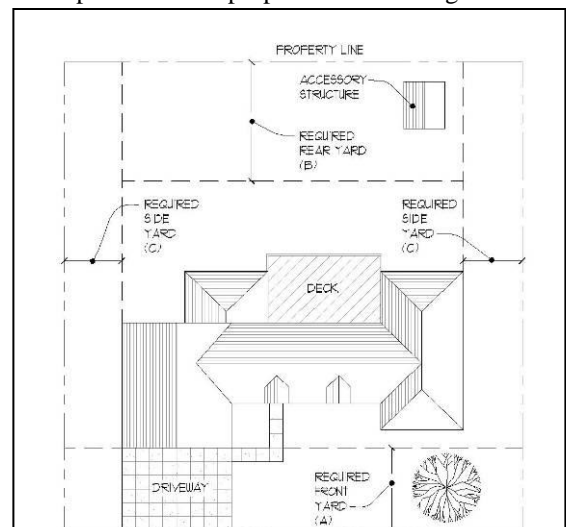 PROPERTY LINE
ACCESSORY
STRUCTURE
REQUIRED
REAR YARD
(B)
REQUIRED
SIDE
YARD
(C)
REQUIRED
SIDE
YARD
(C)
DECK
DRIVEWAY
REQUIRED
FRONT
YARD
(A)